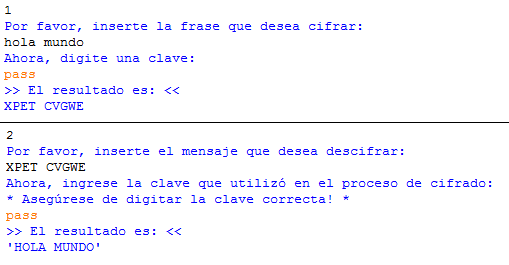 1
Por favor, inserte la frase que desea cifrar:
hola mundo
Ahora, digite una clave:
pass
>> El resultado es: <<
XPET CVGWE
2
Por favor, inserte el mensaje que desea descifrar:
XPET CVGWE
Ahora, ingrese la clave que utilizó en el proceso de cifrado:
* Asegúrese de digitar la clave correcta! *
pass
>> El resultado es: <<
'HOLA MUNDO'